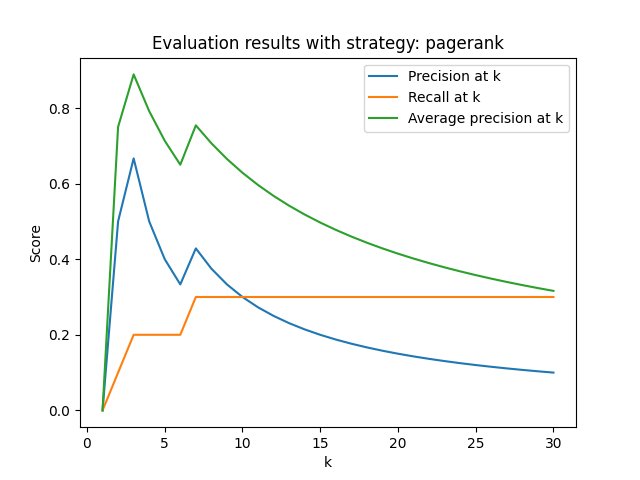 Evaluation results with strategy: pagerank
Precision at k
Recall at k
Average precision at k
Score
0.8
0.6
0.4
0.2
0.0
0 5 10 15 20 25 30
k